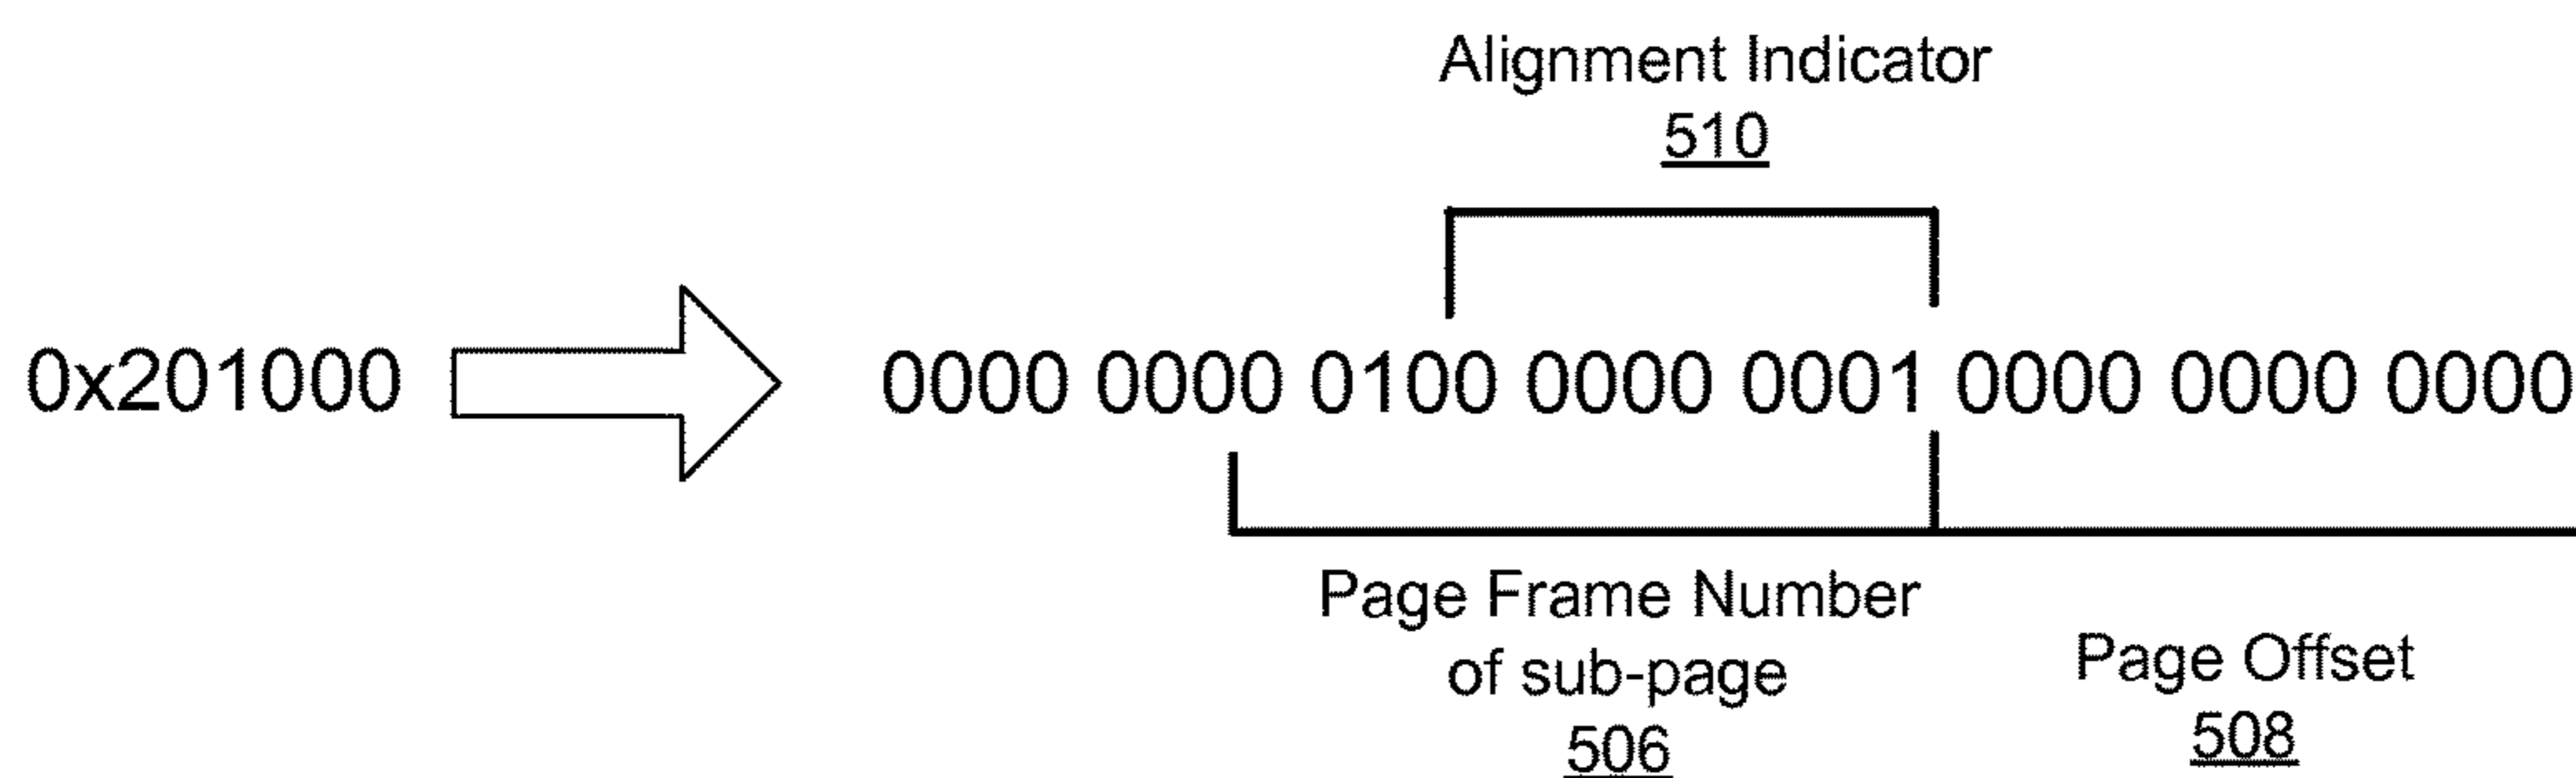 Alignment Indicator
510
0x201000 0000 0000 0100 0000 0001 0000 0000 0000
Page Frame Number
of sub-page
506
Page Offset
508